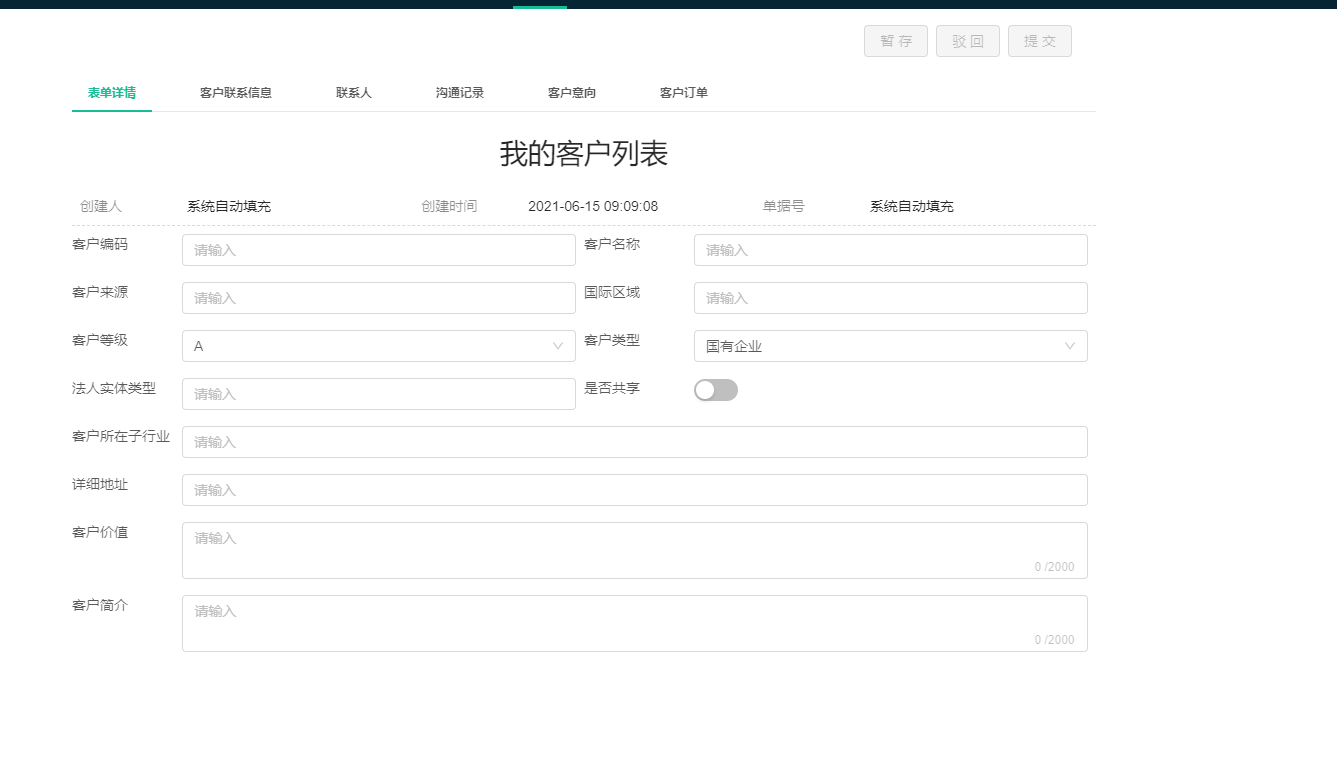 暂 存 驳 回 提 交
表单详情 客户联系信息 联系人 沟通记录 客户意向 客户订单
我的客户列表
创建人 系统自动填充 创建时间 2021-06-15 09:09:08 单据号 系统自动填充
客户编码 请输入 客户名称 请输入
客户来源 请输入 国际区域 请输入
客户等级 A 客户类型 国有企业
法人实体类型 请输入 是否共享
客户所在子行业 请输入
详细地址 请输入
客户价值 请输入
0 /2000
客户简介 请输入
0 /2000